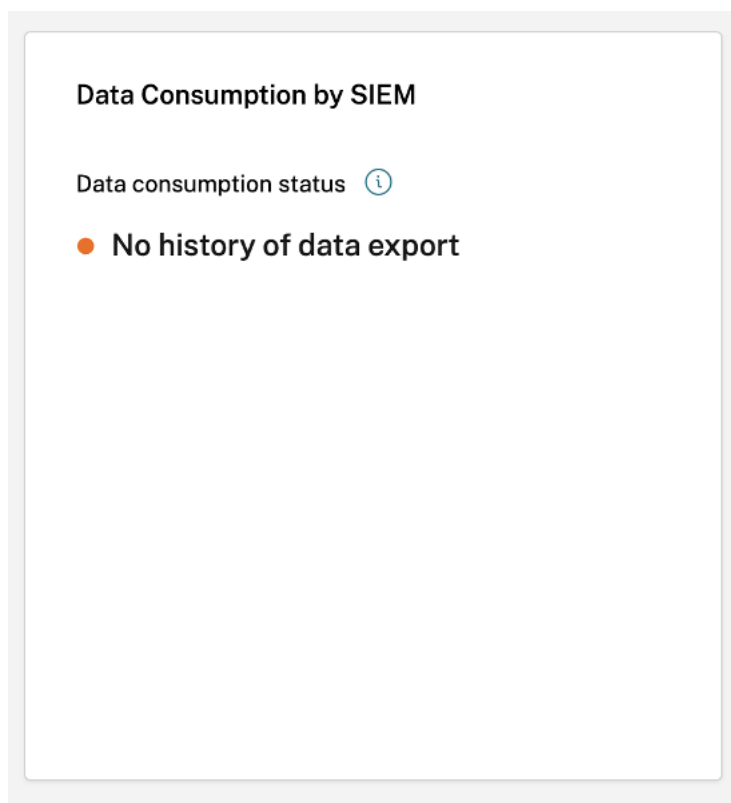 Data Consumption by SIEM
Data consumption status
No history of data export